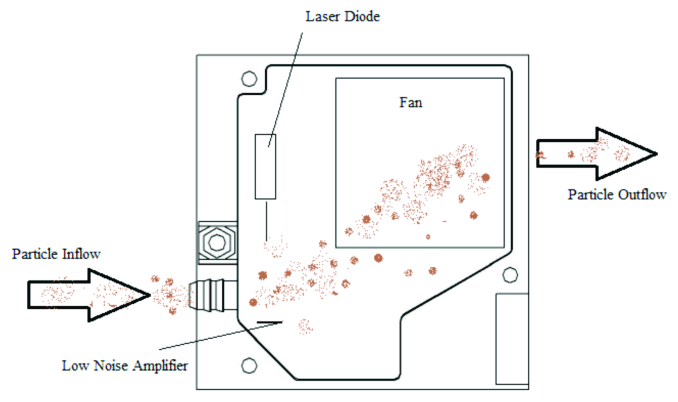 Laser Diode
Fan
Particle Outflow
Particle Inflow
Low Noise Amplifier